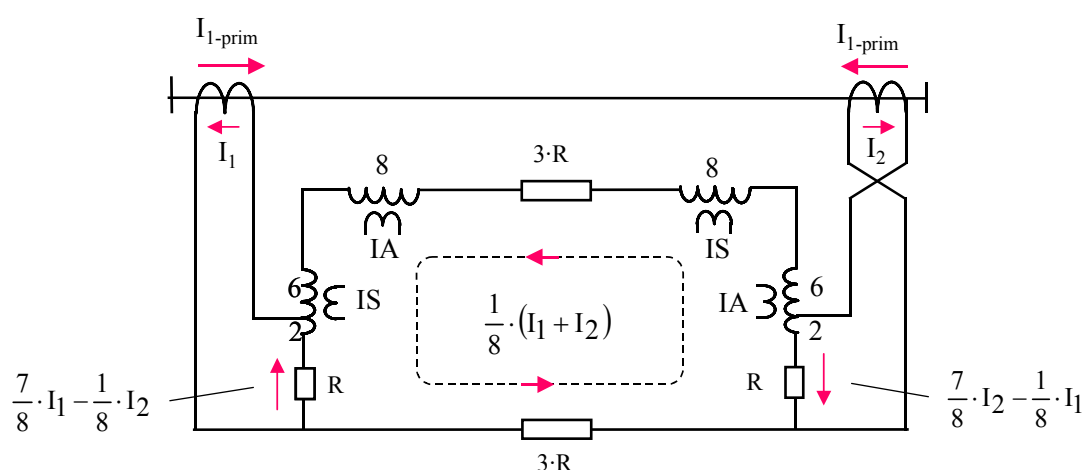 I₁₋ₚᵣᵢₘ
I₁₋ₚᵣᵢₘ
I₁
I₂
8
3·R
8
IA
IS
6
IS
IA
6
2
1/8 · (I₁ + I₂)
2
7/8 · I₁ − 1/8 · I₂
R
R
7/8 · I₂ − 1/8 · I₁
3·R